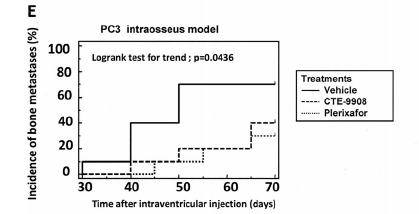 E
PC3 intraosseus model
Logrank test for trend ; p=0.0436
Incidence of bone metastases (%)
100
80
60
40
20
0
30 40 50 60 70
Time after intraventricular injection (days)
Treatments
Vehicle
CTE-9908
Plerixafor